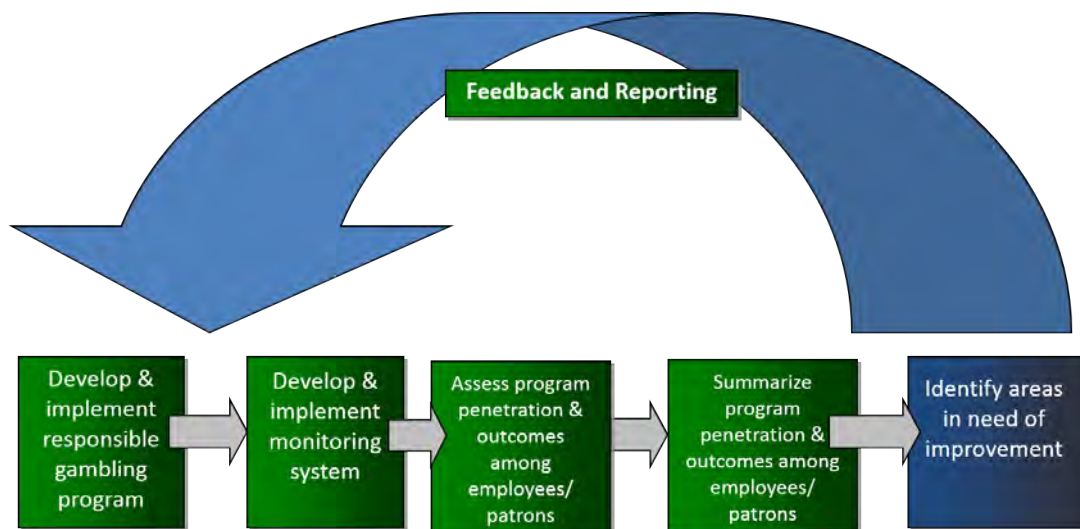 Feedback and Reporting
Develop &
implement
responsible
gambling
program
Develop &
implement
monitoring
system
Assess program
penetration &
outcomes
among
employees/
patrons
Summarize
program
penetration &
outcomes among
employees/
patrons
Identify areas
in need of
improvement